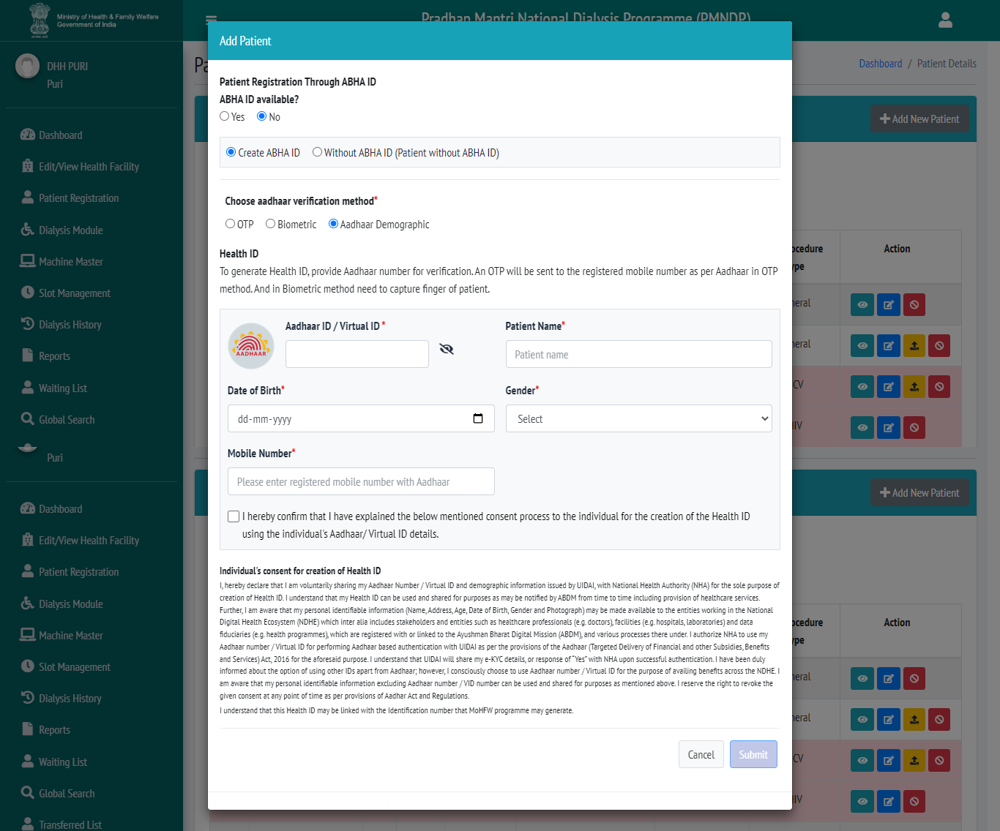 Ministry of Health & Family Welfare
Government of India
Pradhan Mantri National Dialysis Programme (PMNDP)
DHH PURI
Puri
Dashboard
Edit/View Health Facility
Patient Registration
Dialysis Module
Machine Master
Slot Management
Dialysis History
Reports
Waiting List
Global Search
Puri
Dashboard
Edit/View Health Facility
Patient Registration
Dialysis Module
Machine Master
Slot Management
Dialysis History
Reports
Waiting List
Global Search
Transferred List
Dashboard / Patient Details
Add New Patient
Action
Add New Patient
Action
Add Patient
Patient Registration Through ABHA ID
ABHA ID available?
Yes No
Create ABHA ID Without ABHA ID (Patient without ABHA ID)
Choose aadhaar verification method*
OTP Biometric Aadhaar Demographic
Health ID
To generate Health ID, provide Aadhaar number for verification. An OTP will be sent to the registered mobile number as per Aadhaar in OTP
method. And in Biometric method need to capture finger of patient.
AADHAAR
Aadhaar ID / Virtual ID * Patient Name*
Patient name
Date of Birth* Gender*
dd-mm-yyyy Select
Mobile Number*
Please enter registered mobile number with Aadhaar
I hereby confirm that I have explained the below mentioned consent process to the individual for the creation of the Health ID
using the individual's Aadhaar/ Virtual ID details.
Individual's consent for creation of Health ID
I, hereby declare that I am voluntarily sharing my Aadhaar Number / Virtual ID and demographic information issued by UIDAI, with National Health Authority (NHA) for the sole purpose of
creation of Health ID. I understand that my Health ID can be used and shared for purposes as may be notified by ABDM from time to time including provision of healthcare services.
Further, I am aware that my personal identifiable information (Name, Address, Age, Date of Birth, Gender and Photograph) may be made available to the entities working in the National
Digital Health Ecosystem (NDHE) which inter alia includes stakeholders and entities such as healthcare professionals (e.g. doctors), facilities (e.g. hospitals, laboratories) and data
fiduciaries (e.g. health programmes), which are registered with or linked to the Ayushman Bharat Digital Mission (ABDM), and various processes there under. I authorize NHA to use my
Aadhaar number / Virtual ID for performing Aadhaar based authentication with UIDAI as per the provisions of the Aadhaar (Targeted Delivery of Financial and other Subsidies, Benefits
and Services) Act, 2016 for the aforesaid purpose. I understand that UIDAI will share my e-KYC details, or response of "Yes" with NHA upon successful authentication. I have been duly
informed about the option of using other IDs apart from Aadhaar; however, I consciously choose to use Aadhaar number / Virtual ID for the purpose of availing benefits across the NDHE. I
am aware that my personal identifiable information excluding Aadhaar number / VID number can be used and shared for purposes as mentioned above. I reserve the right to revoke the
given consent at any point of time as per provisions of Aadhar Act and Regulations.
I understand that this Health ID may be linked with the Identification number that MoHFW programme may generate.
Cancel Submit